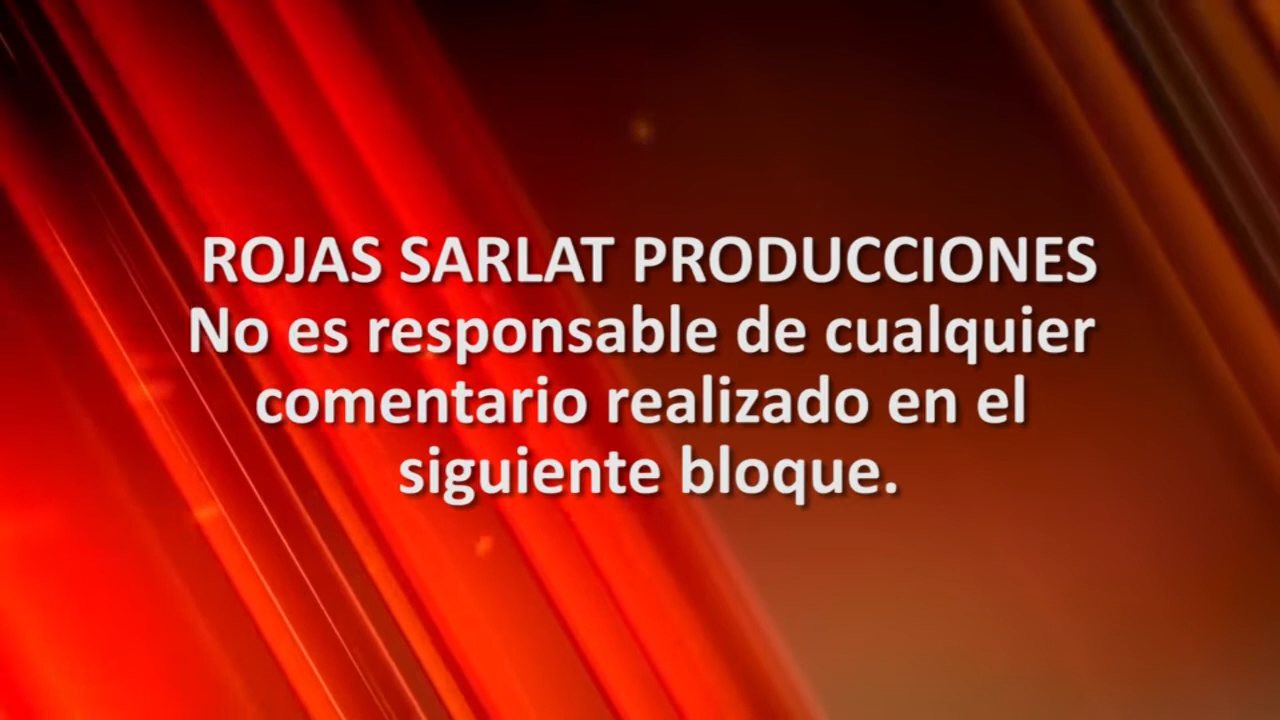 ROJAS SARLAT PRODUCCIONES
No es responsable de cualquier
comentario realizado en el
siguiente bloque.